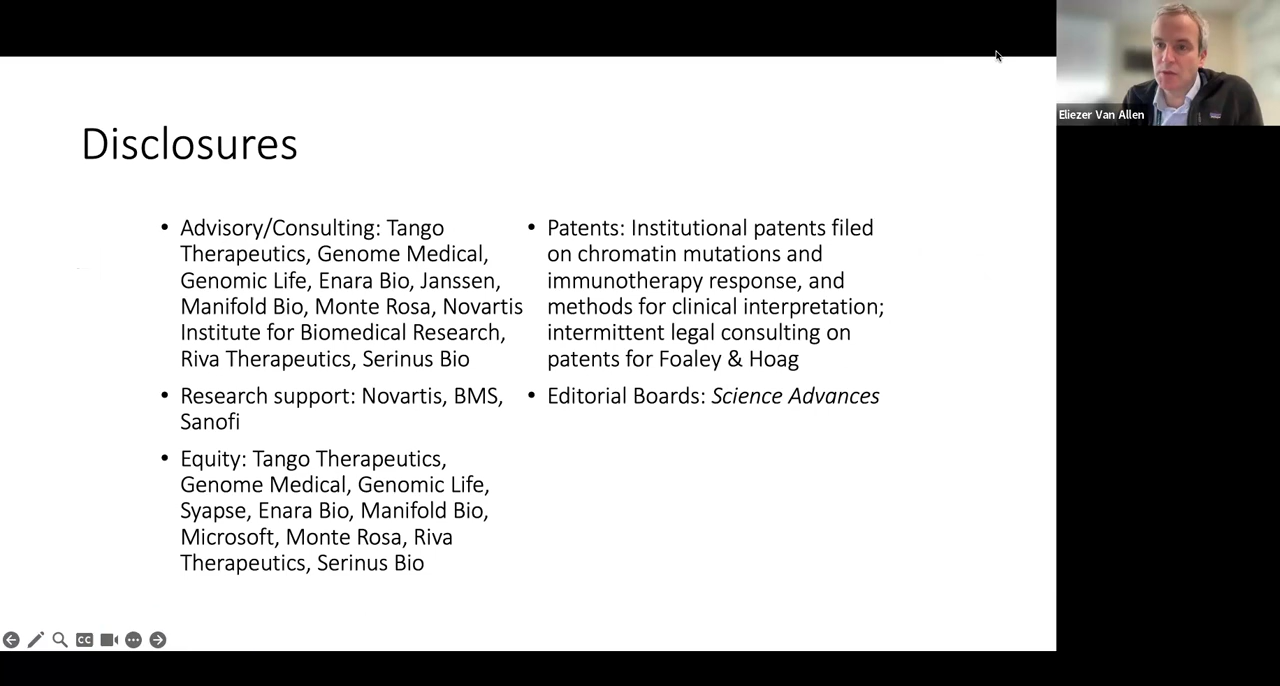 Disclosures
• Advisory/Consulting: Tango
Therapeutics, Genome Medical,
Genomic Life, Enara Bio, Janssen,
Manifold Bio, Monte Rosa, Novartis
Institute for Biomedical Research,
Riva Therapeutics, Serinus Bio
• Research support: Novartis, BMS,
Sanofi
• Equity: Tango Therapeutics,
Genome Medical, Genomic Life,
Syapse, Enara Bio, Manifold Bio,
Microsoft, Monte Rosa, Riva
Therapeutics, Serinus Bio
• Patents: Institutional patents filed
on chromatin mutations and
immunotherapy response, and
methods for clinical interpretation;
intermittent legal consulting on
patents for Foaley & Hoag
• Editorial Boards: Science Advances
Eliezer Van Allen
CC